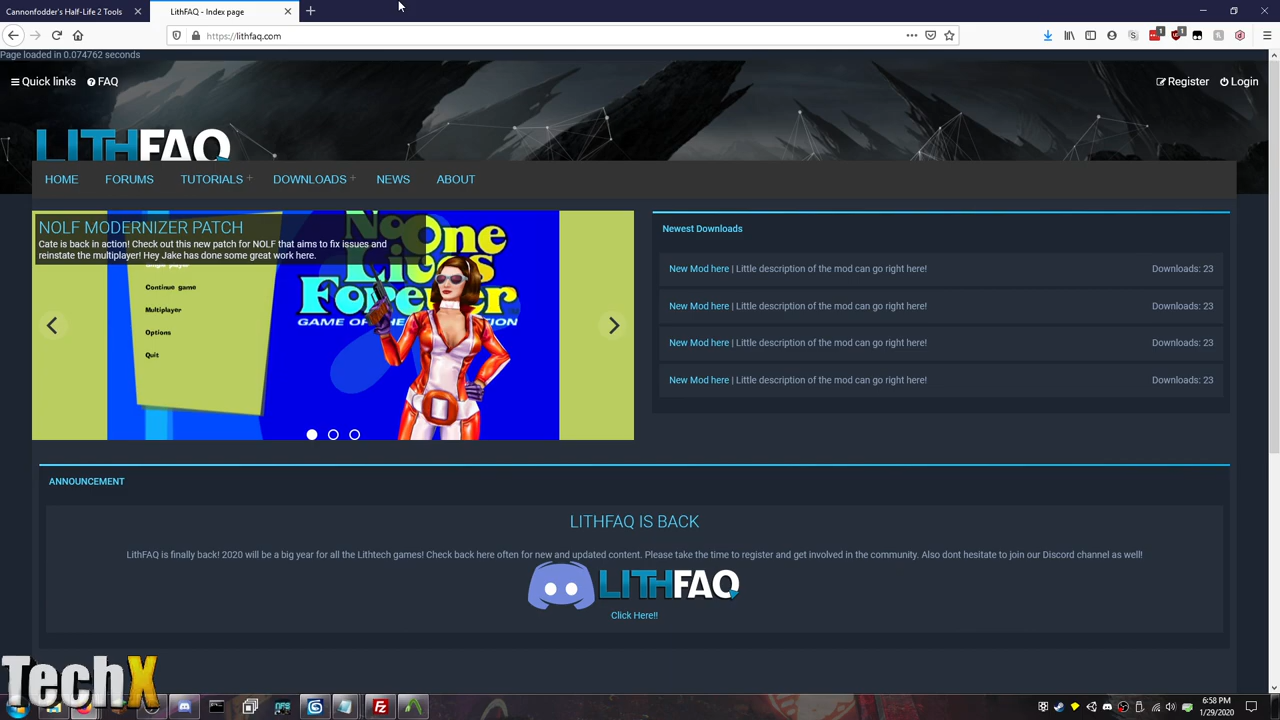 Cannonfodder's Half-Life 2 Tools
LithFAQ - Index page
https://lithfaq.com
Page loaded in 0.074762 seconds
Quick links
FAQ
Register
Login
LITHFAQ
HOME
FORUMS
TUTORIALS +
DOWNLOADS +
NEWS
ABOUT
NOLF MODERNIZER PATCH
Cate is back in action! Check out this new patch for NOLF that aims to fix issues and
reinstate the multiplayer! Hey Jake has done some great work here.
No One
Lives
Forever
Continue game
Multiplayer
Options
Quit
Newest Downloads
New Mod here | Little description of the mod can go right here! Downloads: 23
New Mod here | Little description of the mod can go right here! Downloads: 23
New Mod here | Little description of the mod can go right here! Downloads: 23
New Mod here | Little description of the mod can go right here! Downloads: 23
ANNOUNCEMENT
LITHFAQ IS BACK
LithFAQ is finally back! 2020 will be a big year for all the Lithtech games! Check back here often for new and updated content. Please take the time to register and get involved in the community. Also dont hesitate to join our Discord channel as well!
LITHFAQ
Click Here!!
TechX
6:58 PM
1/29/2020